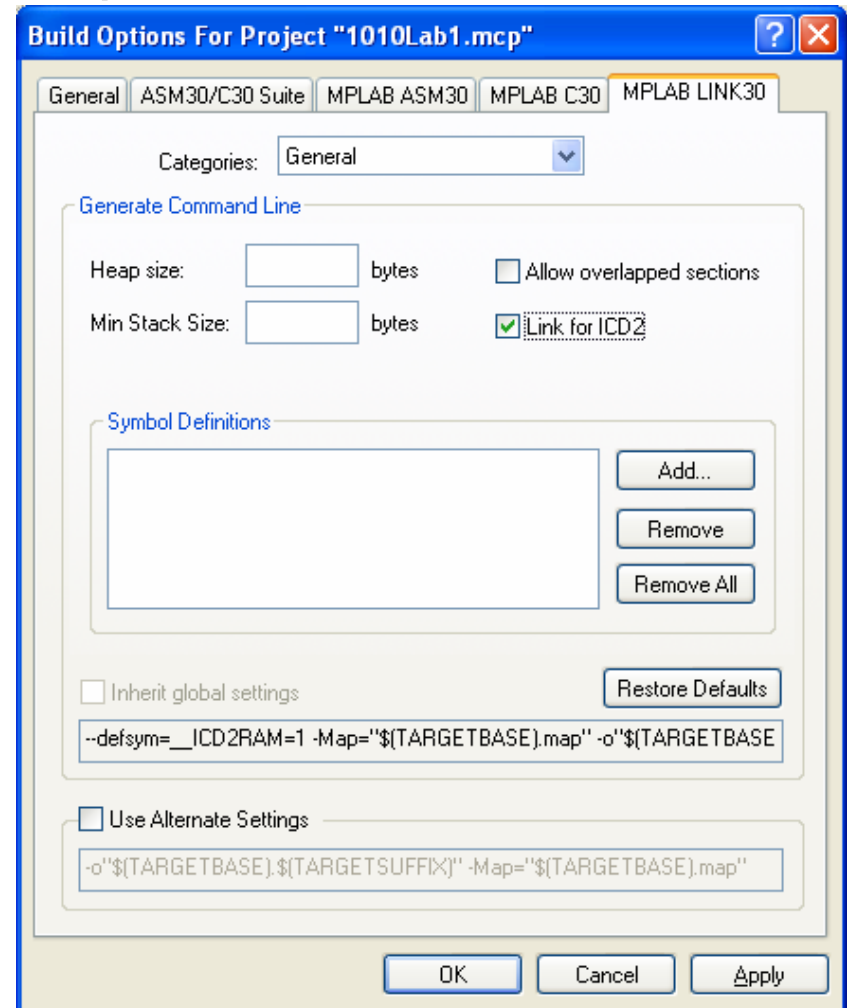 Build Options For Project "1010Lab1.mcp"
General ASM30/C30 Suite MPLAB ASM30 MPLAB C30 MPLAB LINK30
Categories: General
Generate Command Line
Heap size: bytes Allow overlapped sections
Min Stack Size: bytes Link for ICD2
Symbol Definitions
Add...
Remove
Remove All
Inherit global settings Restore Defaults
--defsym=__ICD2RAM=1 -Map="$(TARGETBASE).map" -o"$(TARGETBASE
Use Alternate Settings
-o"$(TARGETBASE).$(TARGETSUFFIX)" -Map="$(TARGETBASE).map"
OK Cancel Apply